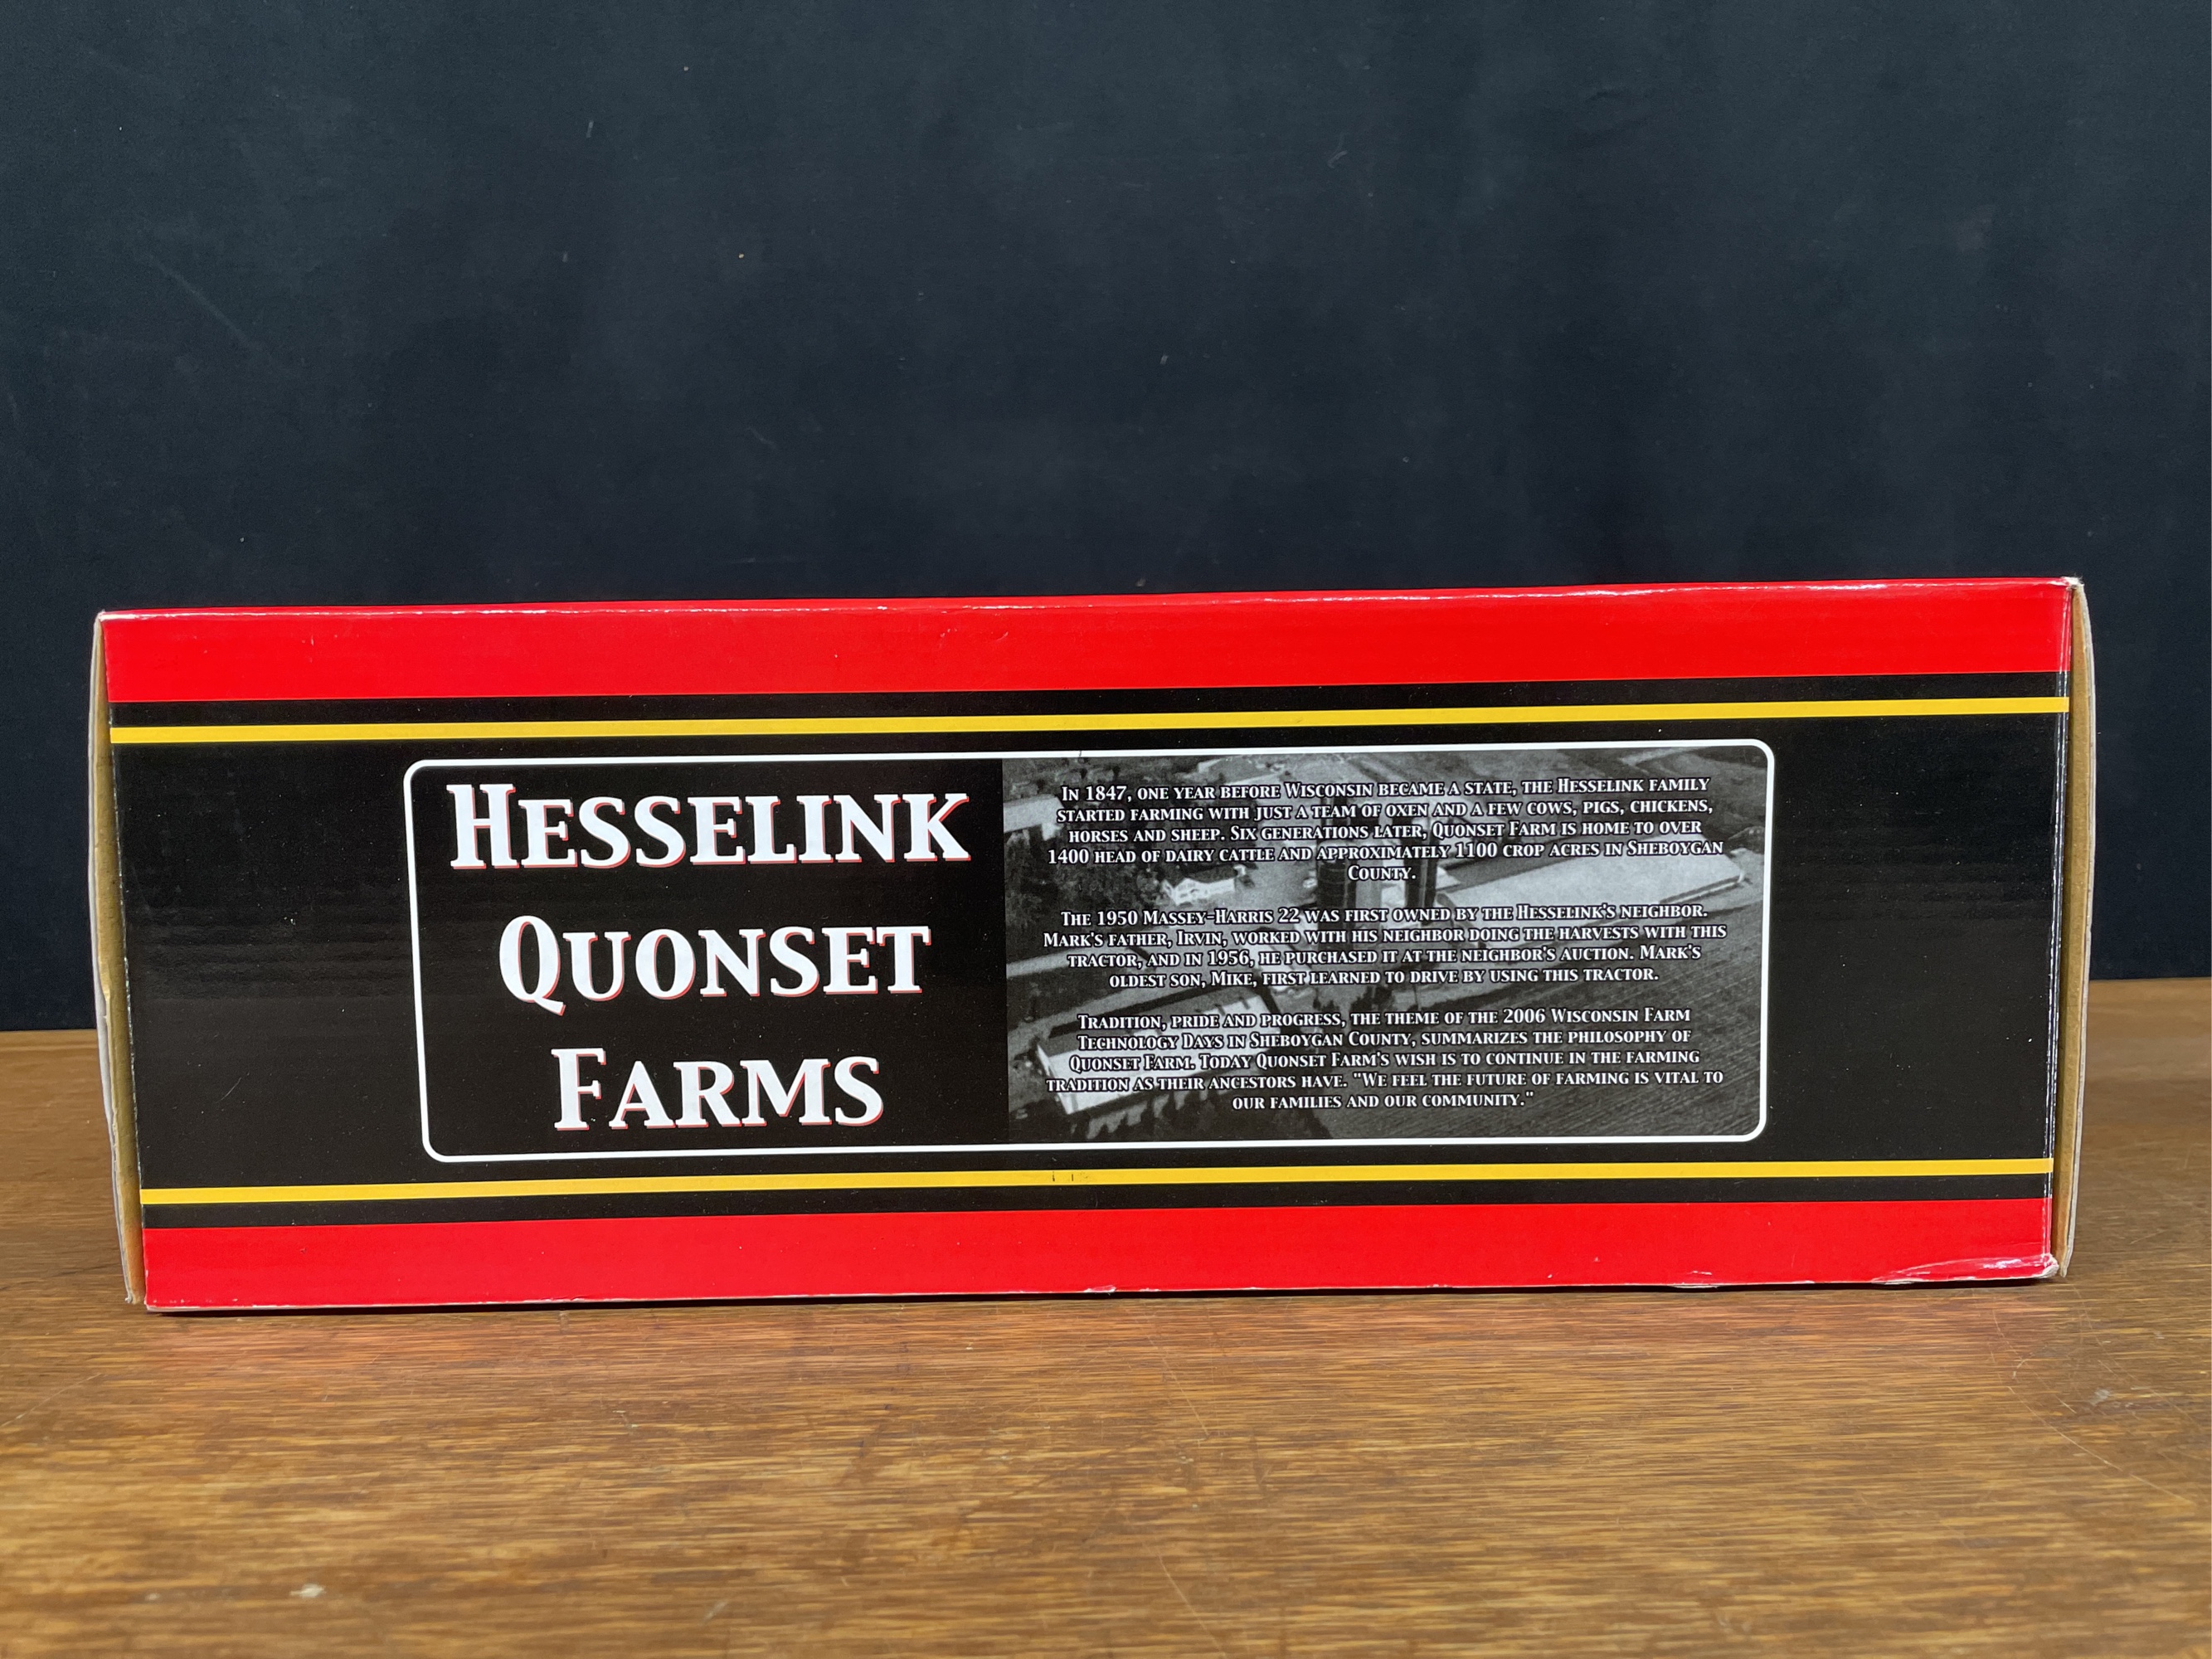 Hesselink
Quonset
Farms
In 1847, one year before Wisconsin became a state, the Hesselink family
started farming with just a team of oxen and a few cows, pigs, chickens,
horses and sheep. Six generations later, Quonset Farm is home to over
1400 head of dairy cattle and approximately 1100 crop acres in Sheboygan
County.
The 1950 Massey-Harris 22 was first owned by the Hesselink's neighbor.
Mark's father, Irvin, worked with his neighbor doing the harvests with this
tractor, and in 1956, he purchased it at the neighbor's auction. Mark's
oldest son, Mike, first learned to drive by using this tractor.
Tradition, pride and progress, the theme of the 2006 Wisconsin Farm
Technology Days in Sheboygan County, summarizes the philosophy of
Quonset Farm. Today Quonset Farm's wish is to continue in the farming
tradition as their ancestors have. "We feel the future of farming is vital to
our families and our community."